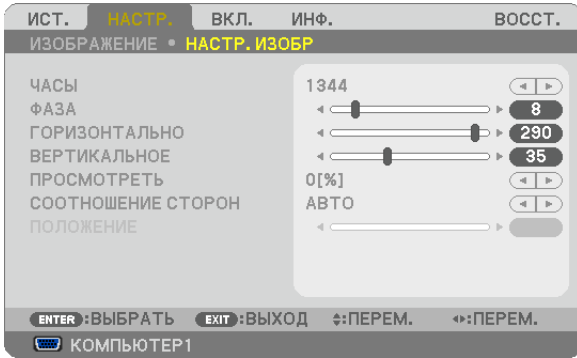 ИСТ. НАСТР. ВКЛ. ИНФ. ВОССТ.
ИЗОБРАЖЕНИЕ • НАСТР. ИЗОБР
ЧАСЫ 1344
ФАЗА 8
ГОРИЗОНТАЛЬНО 290
ВЕРТИКАЛЬНОЕ 35
ПРОСМОТРЕТЬ 0[%]
СООТНОШЕНИЕ СТОРОН АВТО
ПОЛОЖЕНИЕ
ENTER :ВЫБРАТЬ EXIT :ВЫХОД :ПЕРЕМ. :ПЕРЕМ.
КОМПЬЮТЕР1